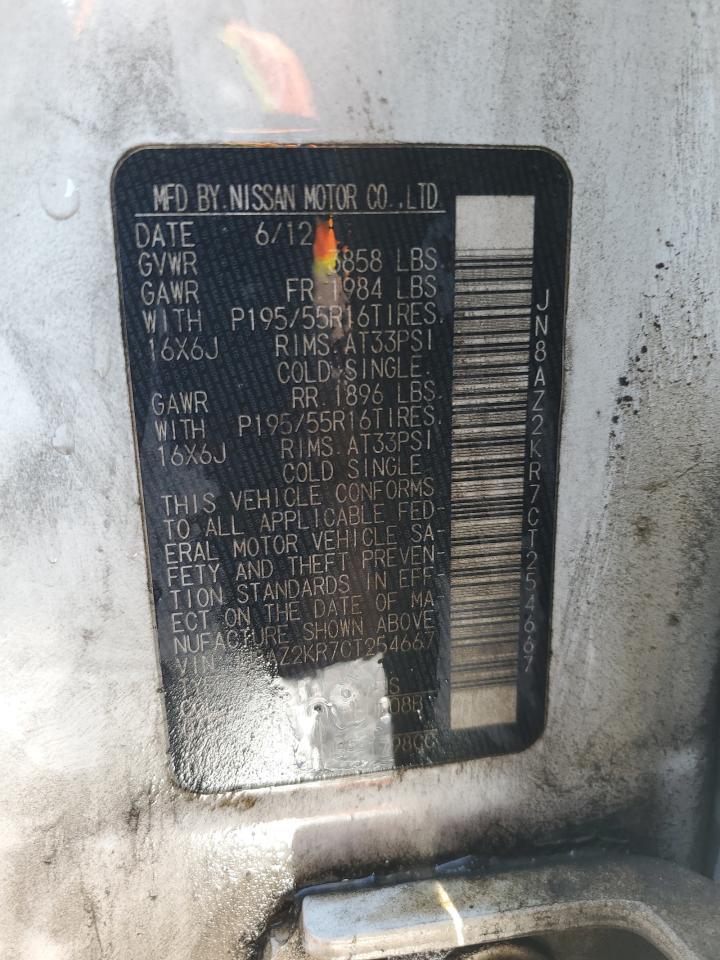 MFD BY NISSAN MOTOR CO.,LTD.
DATE 6/12
GVWR 3858 LBS
GAWR FR 1984 LBS
WITH P195/55R16TIRES.
16X6J RIMS.AT33PSI
COLD SINGLE.
GAWR RR 1896 LBS
WITH P195/55R16TIRES.
16X6J RIMS.AT33PSI
COLD SINGLE
THIS VEHICLE CONFORMS
TO ALL APPLICABLE FED-
ERAL MOTOR VEHICLE SA-
FETY AND THEFT PREVEN-
TION STANDARDS IN EFF-
ECT ON THE DATE OF MA-
NUFACTURE SHOWN ABOVE
VIN AZ2KR7CT254667
JN8AZ2KR7CT254667